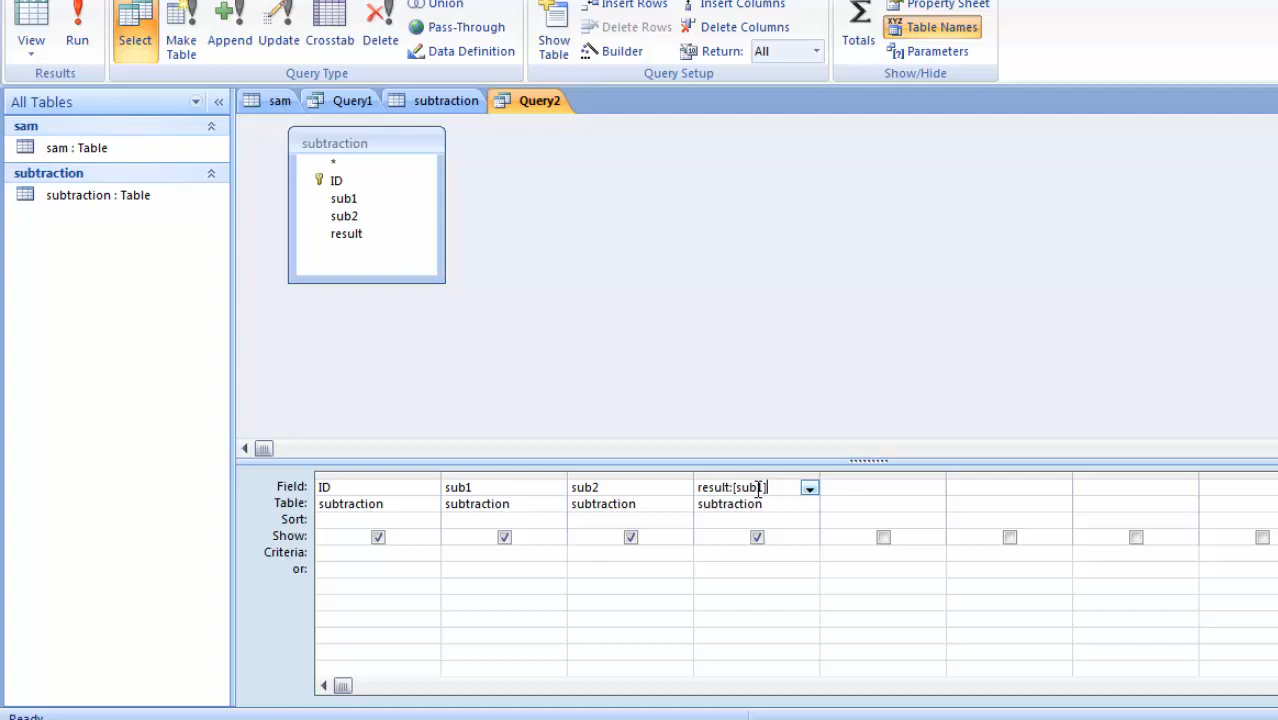 Union
Insert Rows
Insert Columns
Property Sheet
View
Run
Select
Make Table
Append
Update
Crosstab
Delete
Pass-Through
Data Definition
Show Table
Delete Rows
Builder
Delete Columns
Return: All
Totals
XYZ Table Names
Parameters
Results
Query Type
Query Setup
Show/Hide
All Tables
sam
Query1
subtraction
Query2
sam
sam : Table
subtraction
subtraction : Table
subtraction
*
ID
sub1
sub2
result
Field: ID sub1 sub2 result:[sub1]
Table: subtraction subtraction subtraction subtraction
Sort:
Show:
Criteria:
or:
Ready